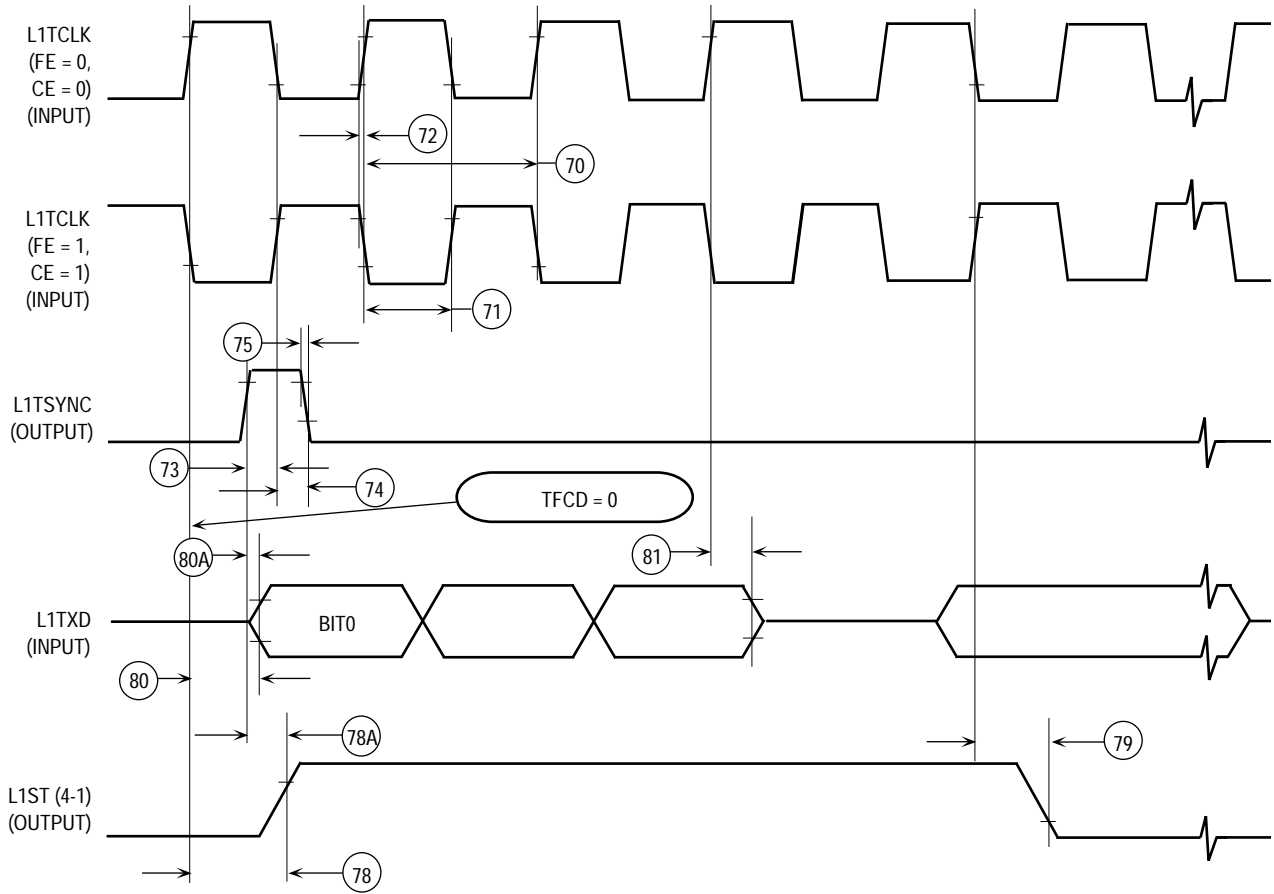 L1TCLK
(FE = 0,
CE = 0)
(INPUT)
72
70
L1TCLK
(FE = 1,
CE = 1)
(INPUT)
71
75
L1TSYNC
(OUTPUT)
73
74
TFCD = 0
80A
81
L1TXD
(INPUT)
BIT0
80
78A
79
L1ST (4-1)
(OUTPUT)
78